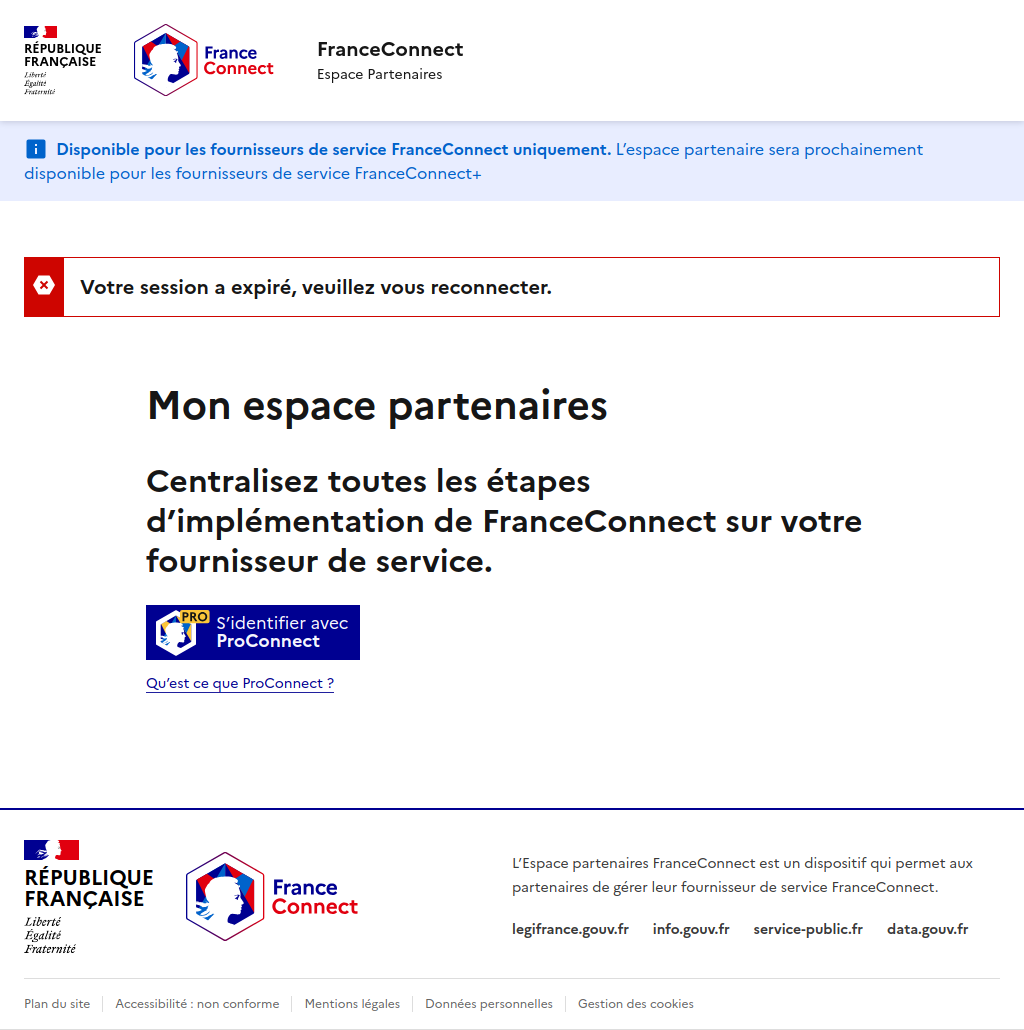 RÉPUBLIQUE
FRANÇAISE
Liberté
Égalité
Fraternité
France
Connect
FranceConnect
Espace Partenaires
Disponible pour les fournisseurs de service FranceConnect uniquement. L’espace partenaire sera prochainement
disponible pour les fournisseurs de service FranceConnect+
Votre session a expiré, veuillez vous reconnecter.
Mon espace partenaires
Centralisez toutes les étapes
d’implémentation de FranceConnect sur votre
fournisseur de service.
PRO
S’identifier avec
ProConnect
Qu’est ce que ProConnect ?
RÉPUBLIQUE
FRANÇAISE
Liberté
Égalité
Fraternité
France
Connect
L’Espace partenaires FranceConnect est un dispositif qui permet aux
partenaires de gérer leur fournisseur de service FranceConnect.
legifrance.gouv.fr info.gouv.fr service-public.fr data.gouv.fr
Plan du site Accessibilité : non conforme Mentions légales Données personnelles Gestion des cookies